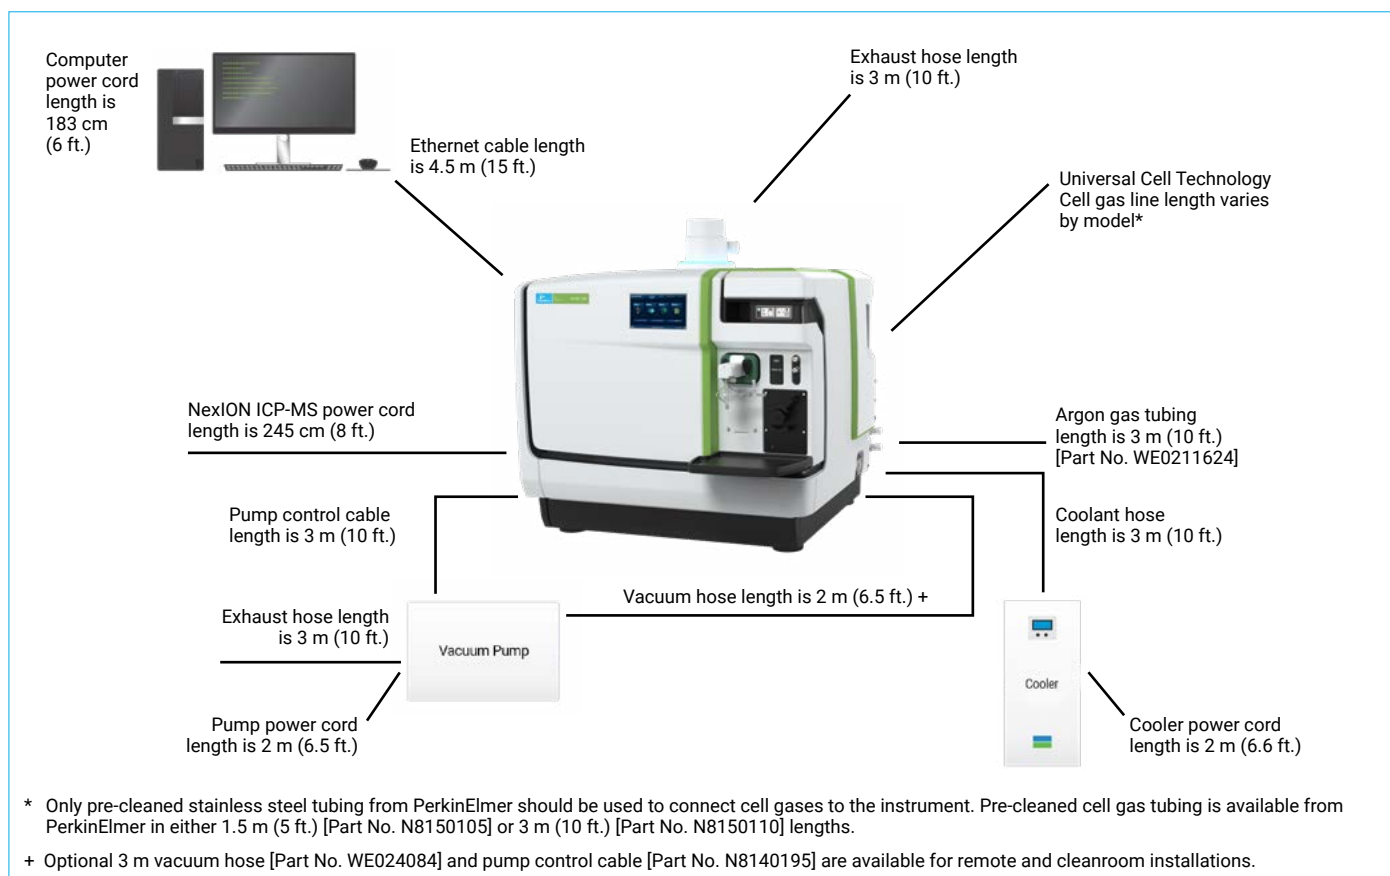 Computer
power cord
length is
183 cm
(6 ft.)
Exhaust hose length
is 3 m (10 ft.)
Ethernet cable length
is 4.5 m (15 ft.)
Universal Cell Technology
Cell gas line length varies
by model*
NexION ICP-MS power cord
length is 245 cm (8 ft.)
Argon gas tubing
length is 3 m (10 ft.)
[Part No. WE0211624]
Pump control cable
length is 3 m (10 ft.)
Coolant hose
length is 3 m (10 ft.)
Vacuum hose length is 2 m (6.5 ft.) +
Exhaust hose length
is 3 m (10 ft.)
Vacuum Pump
Cooler
Pump power cord
length is 2 m (6.5 ft.)
Cooler power cord
length is 2 m (6.6 ft.)
* Only pre-cleaned stainless steel tubing from PerkinElmer should be used to connect cell gases to the instrument. Pre-cleaned cell gas tubing is available from
PerkinElmer in either 1.5 m (5 ft.) [Part No. N8150105] or 3 m (10 ft.) [Part No. N8150110] lengths.
+ Optional 3 m vacuum hose [Part No. WE024084] and pump control cable [Part No. N8140195] are available for remote and cleanroom installations.